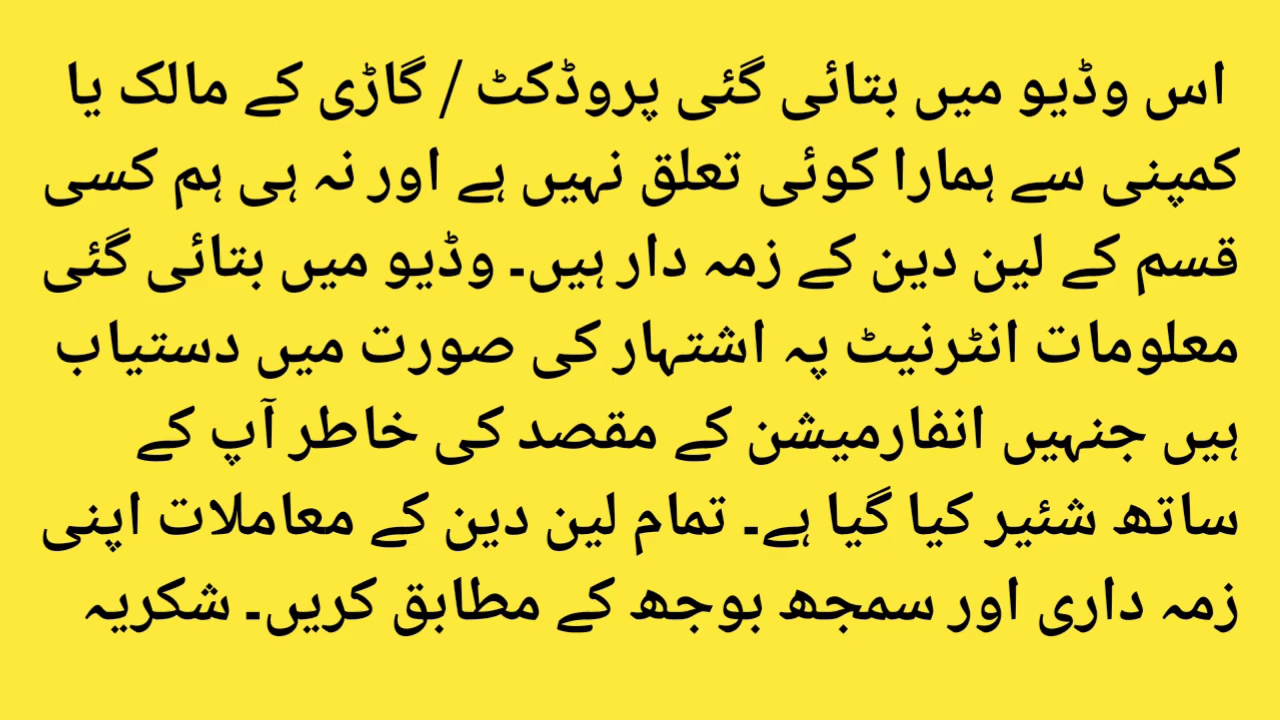 اس وڈیو میں بتائی گئی پروڈکٹ / گاڑی کے مالک یا
کمپنی سے ہمارا کوئی تعلق نہیں ہے اور نہ ہی ہم کسی
قسم کے لین دین کے زمہ دار ہیں۔ وڈیو میں بتائی گئی
معلومات انٹرنیٹ پہ اشتہار کی صورت میں دستیاب
ہیں جنہیں انفارمیشن کے مقصد کی خاطر آپ کے
ساتھ شئیر کیا گیا ہے۔ تمام لین دین کے معاملات اپنی
زمہ داری اور سمجھ بوجھ کے مطابق کریں۔ شکریہ